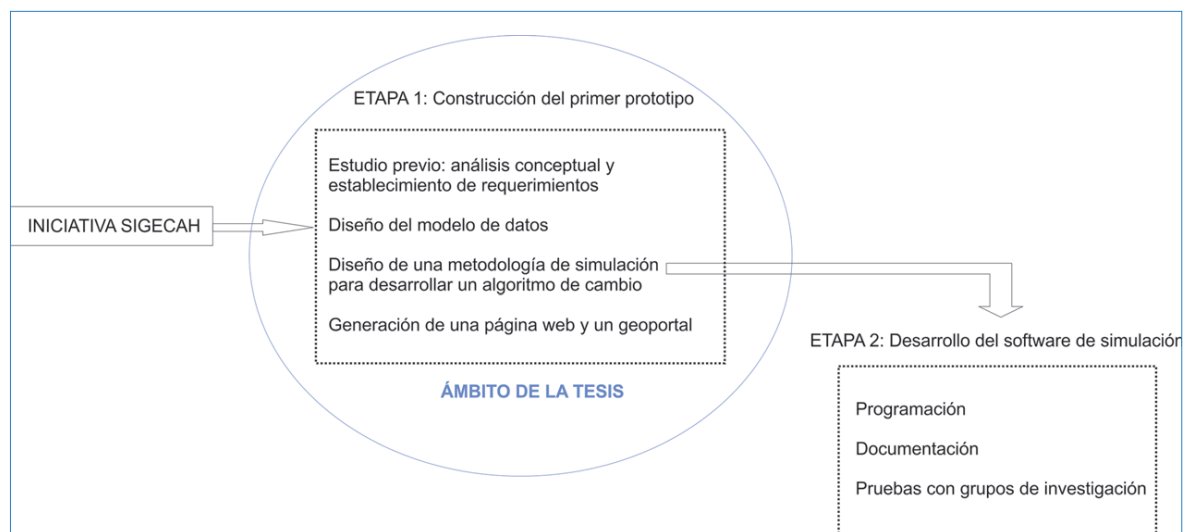 ETAPA 1: Construcción del primer prototipo
Estudio previo: análisis conceptual y
establecimiento de requerimientos
INICIATIVA SIGECAH
Diseño del modelo de datos
Diseño de una metodología de simulación
para desarrollar un algoritmo de cambio
Generación de una página web y un geoportal
ÁMBITO DE LA TESIS
ETAPA 2: Desarrollo del software de simulación
Programación
Documentación
Pruebas con grupos de investigación